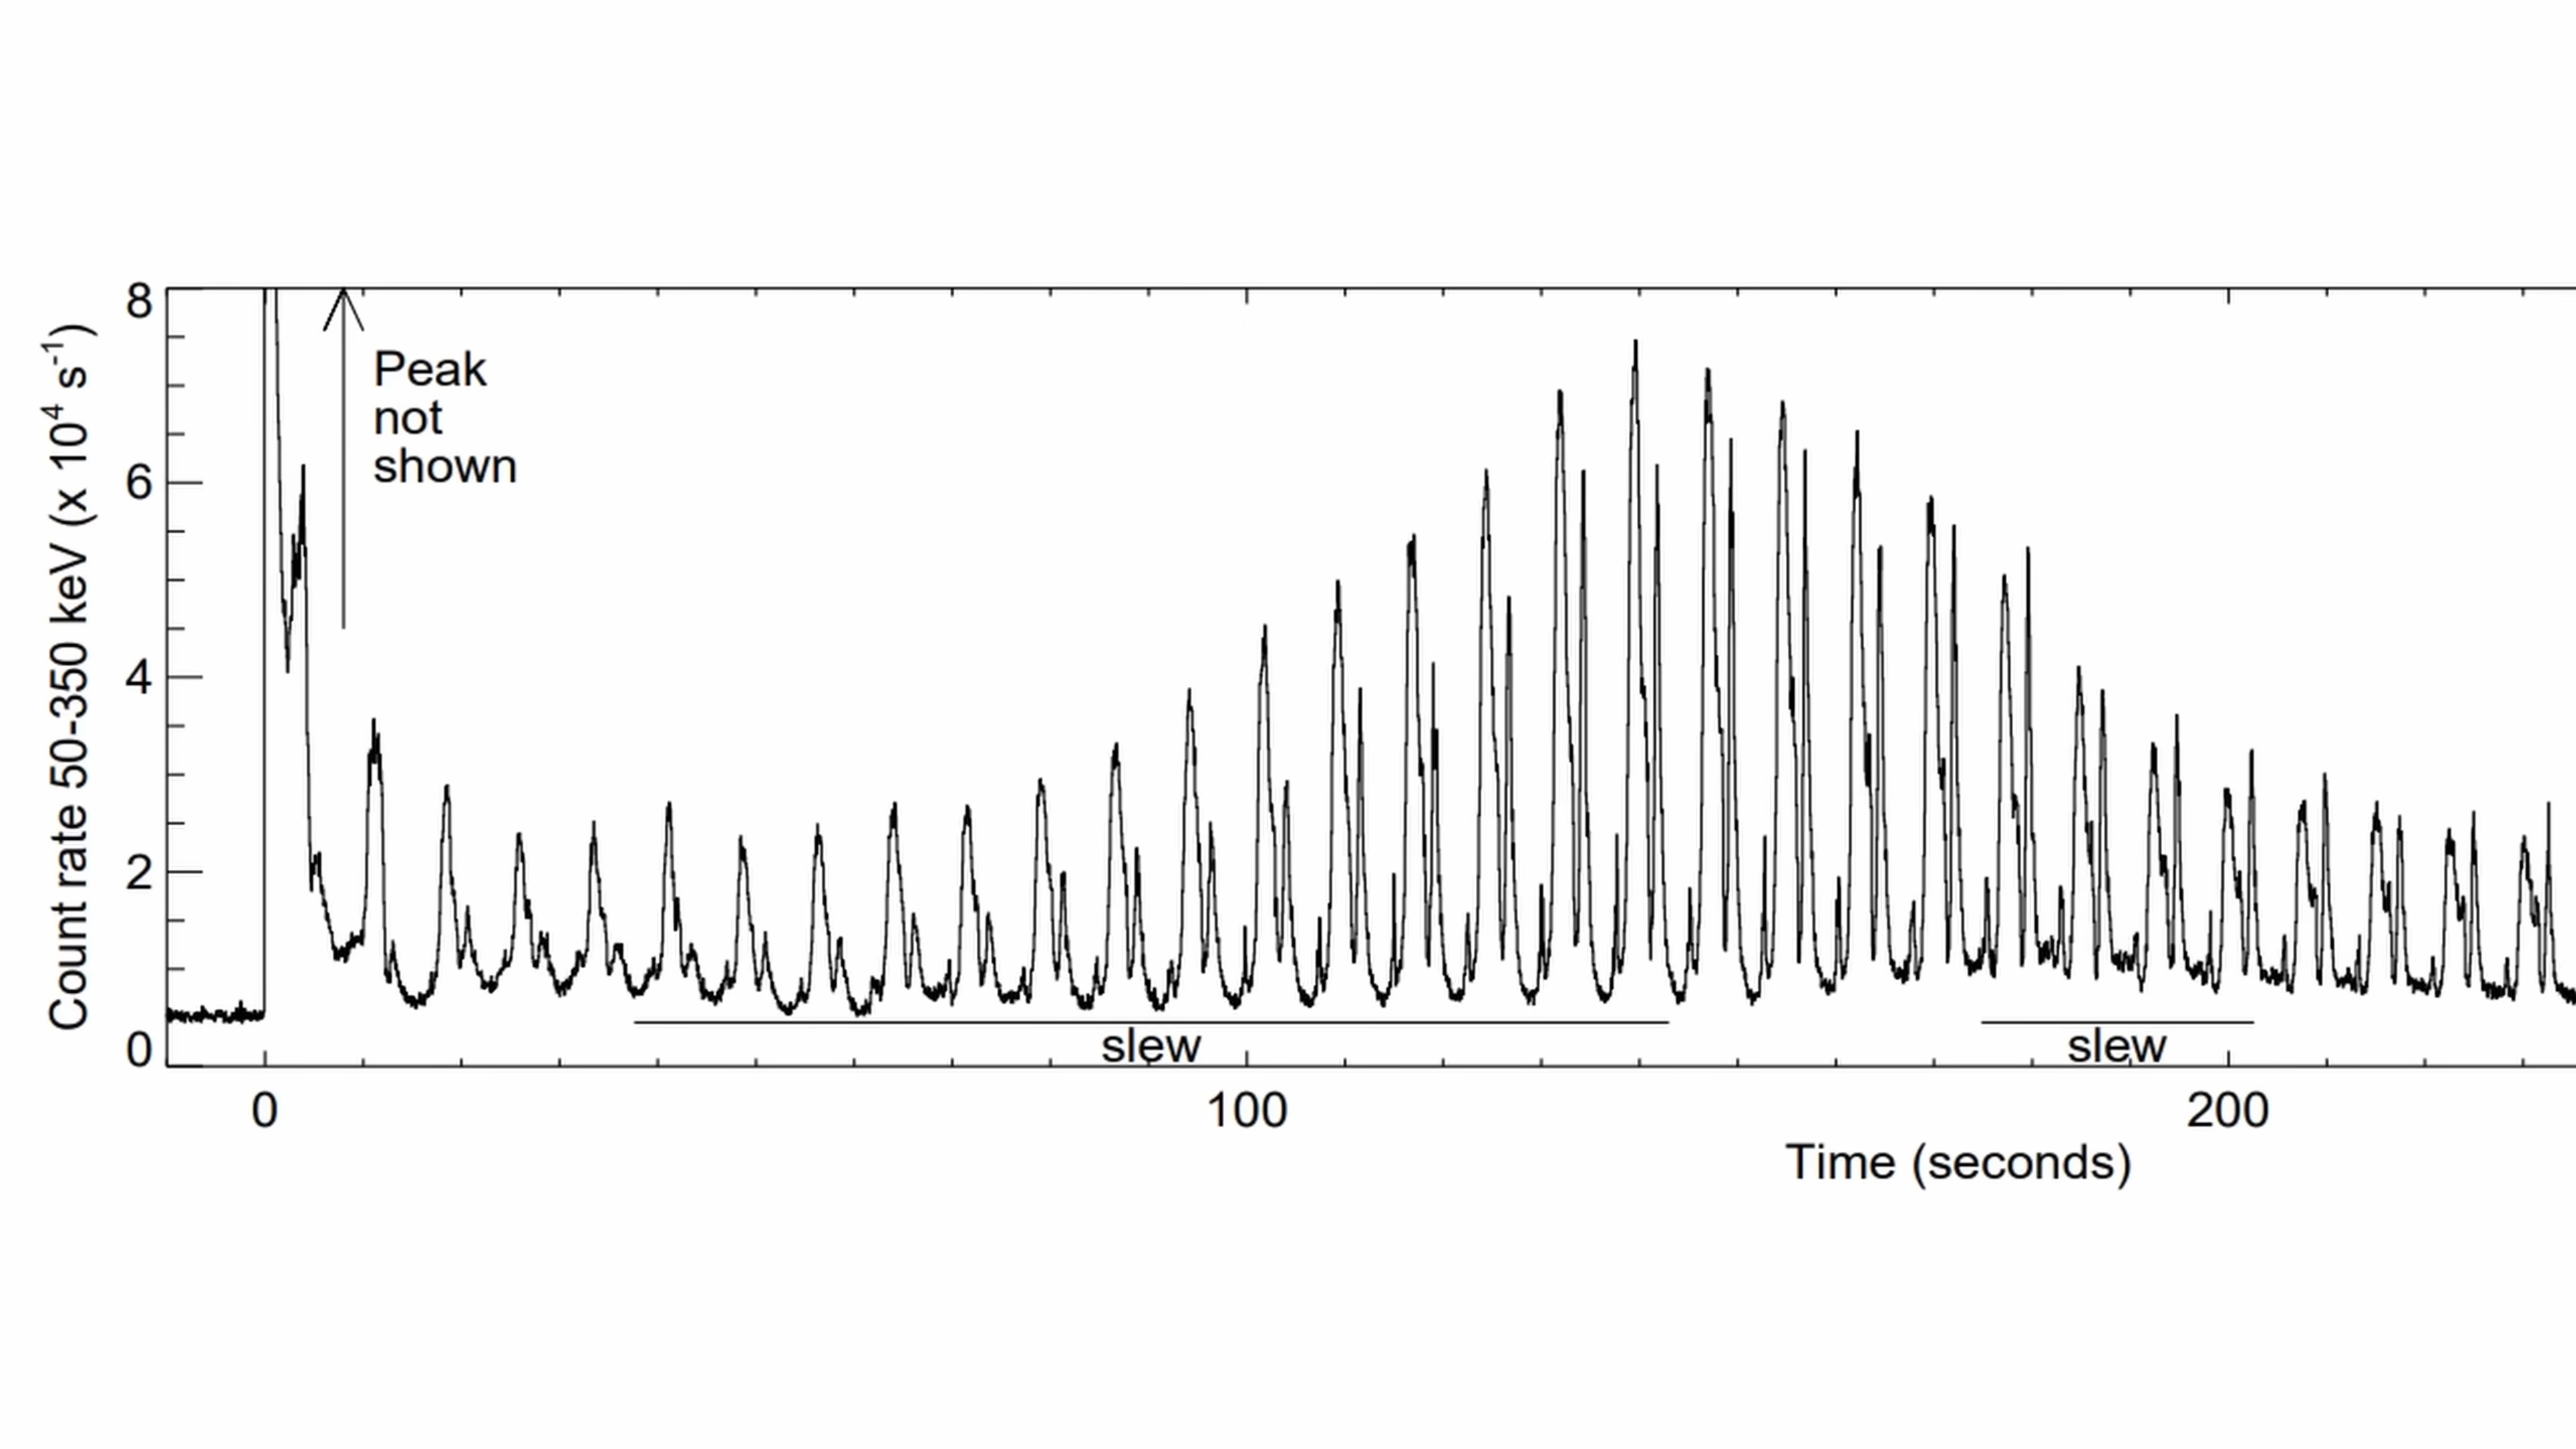 Count rate 50-350 keV (x 10⁴ s⁻¹)
8
6
4
2
0
Peak
not
shown
slew
slew
0
100
200
Time (seconds)